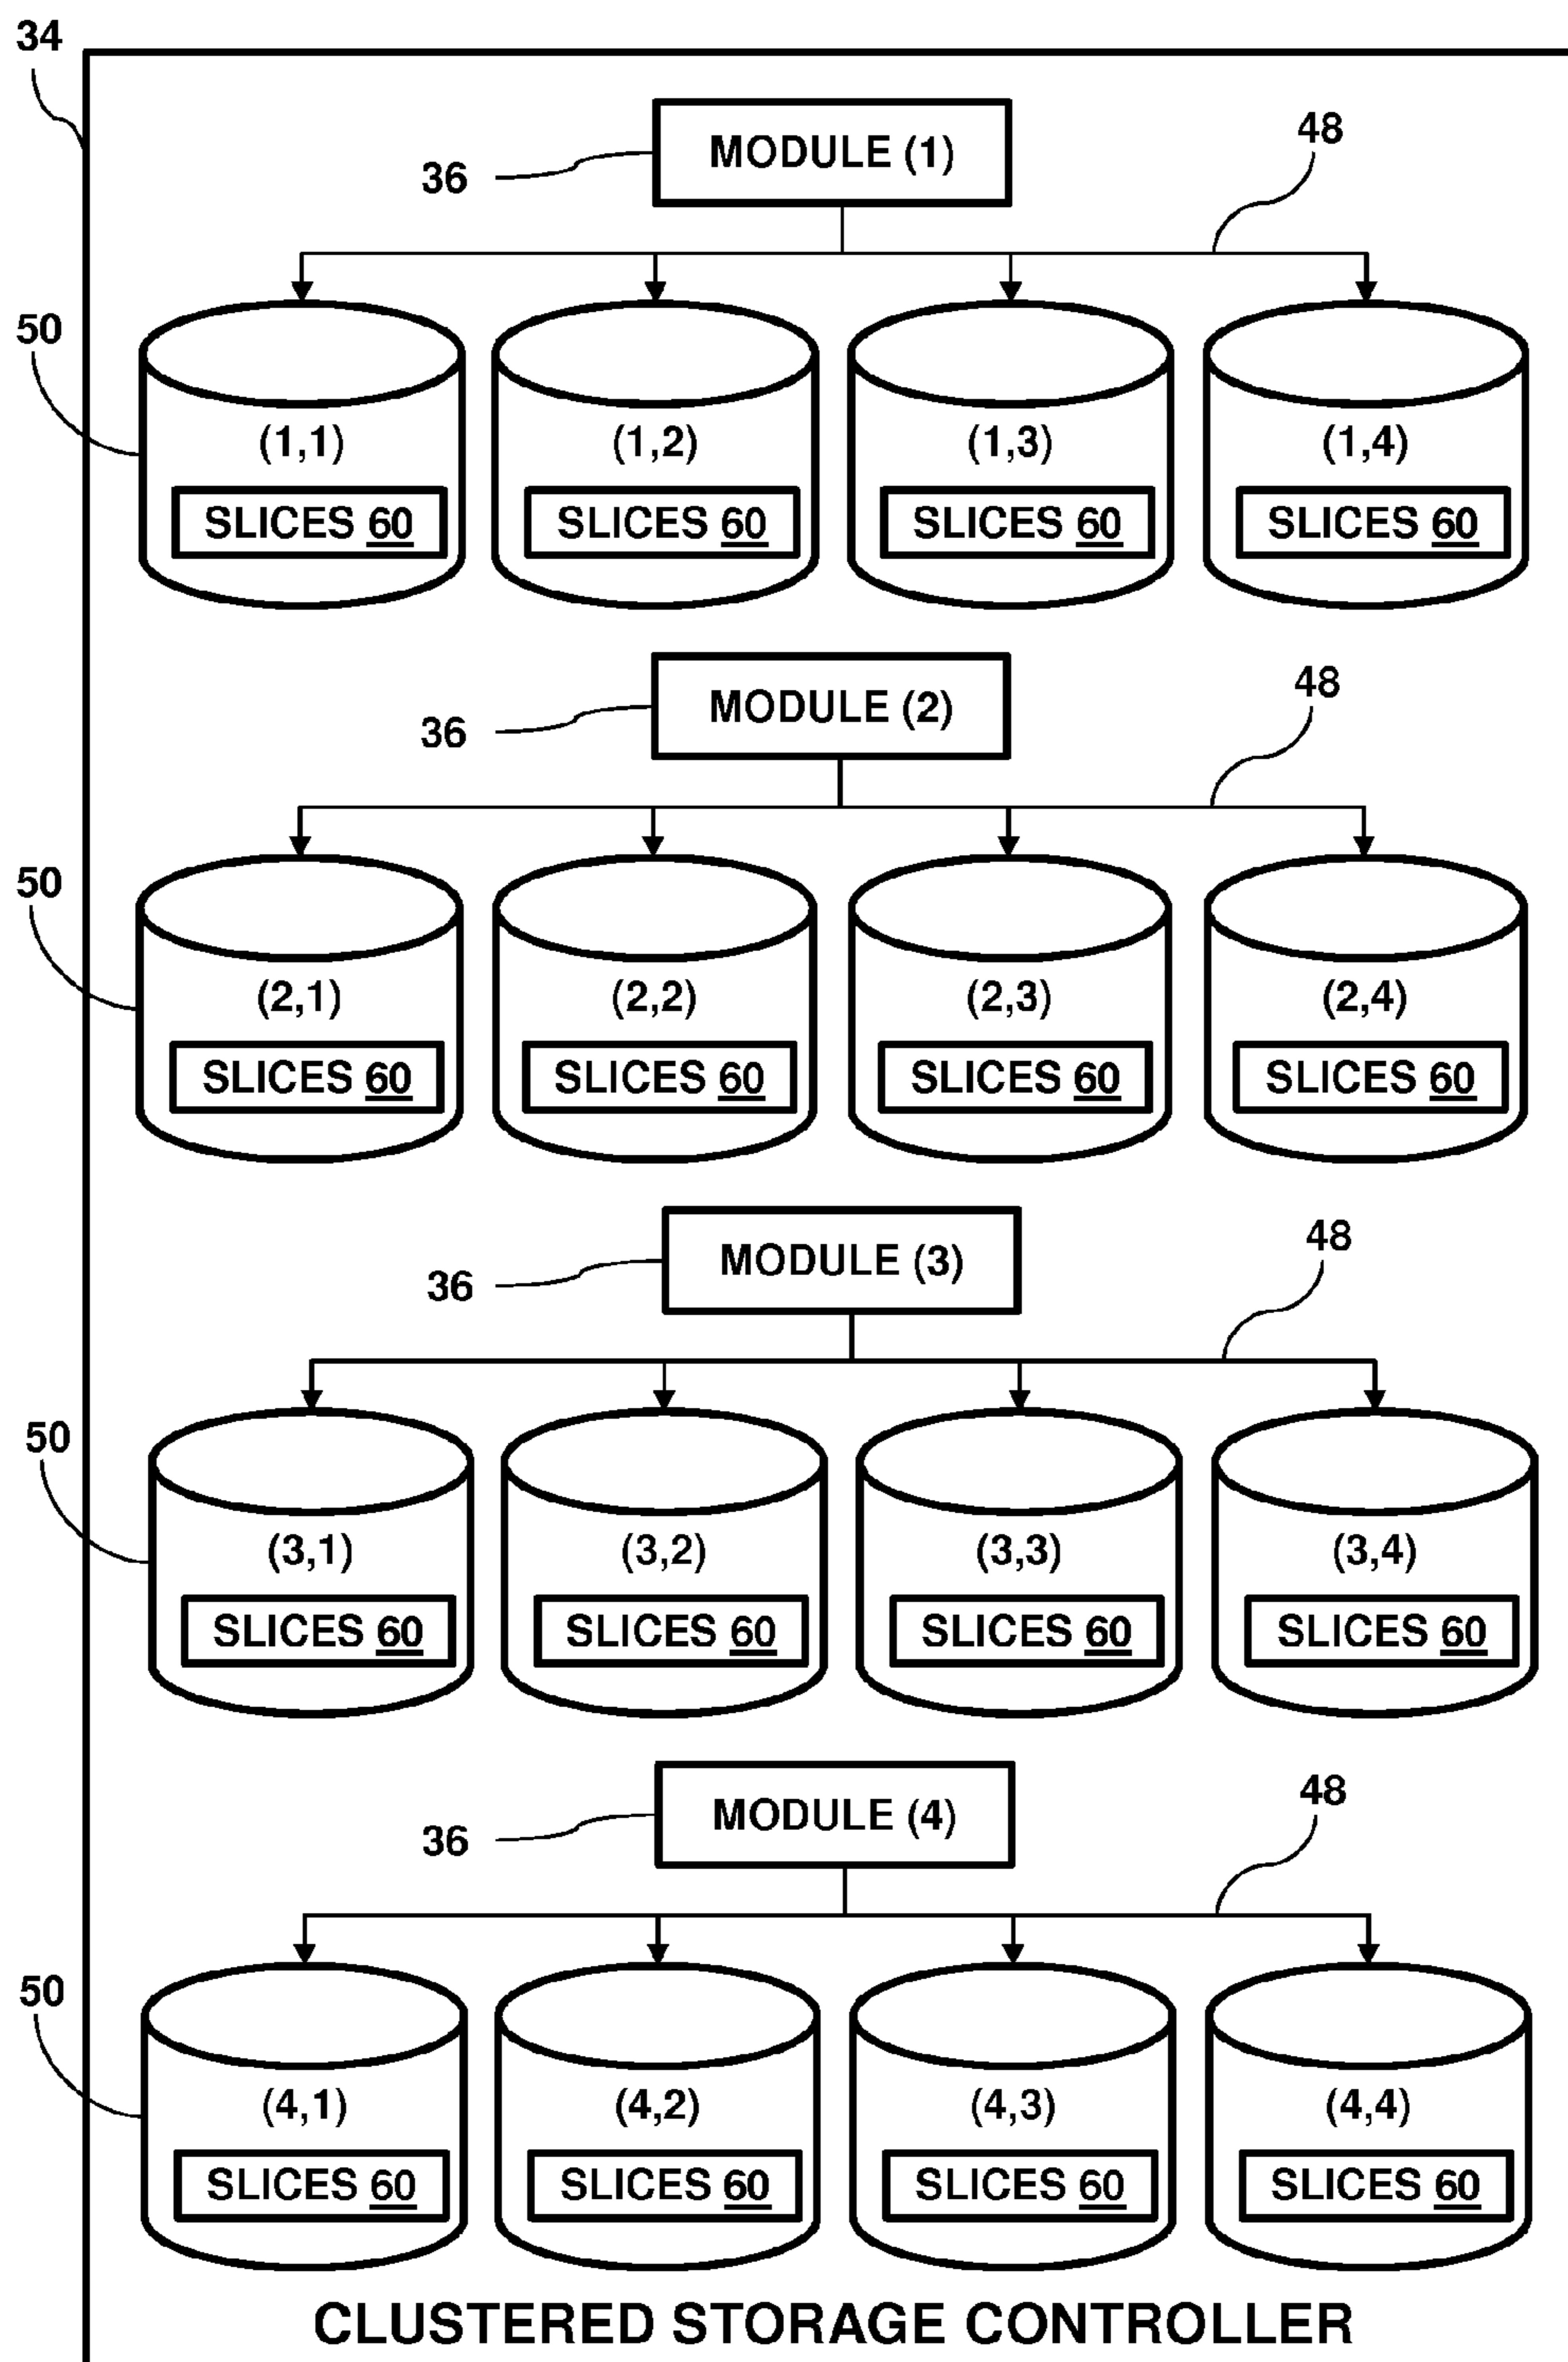 34
MODULE (1)
48
36
50
(1,1) (1,2) (1,3) (1,4)
SLICES 60 SLICES 60 SLICES 60 SLICES 60
MODULE (2)
48
36
50
(2,1) (2,2) (2,3) (2,4)
SLICES 60 SLICES 60 SLICES 60 SLICES 60
MODULE (3)
48
36
50
(3,1) (3,2) (3,3) (3,4)
SLICES 60 SLICES 60 SLICES 60 SLICES 60
MODULE (4)
48
36
50
(4,1) (4,2) (4,3) (4,4)
SLICES 60 SLICES 60 SLICES 60 SLICES 60
CLUSTERED STORAGE CONTROLLER